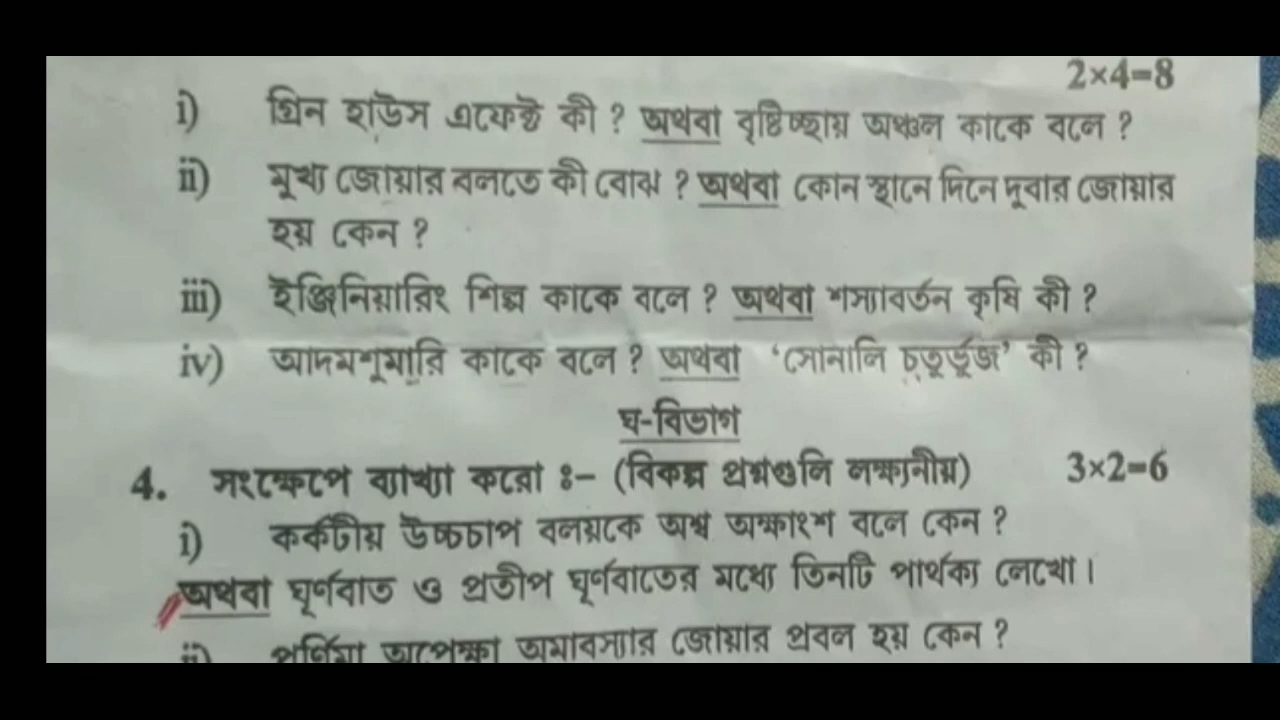 2×4=8
i) গ্রিন হাউস এফেক্ট কী ? অথবা বৃষ্টিচ্ছায় অঞ্চল কাকে বলে ?
ii) মুখ্য জোয়ার বলতে কী বোঝ ? অথবা কোন স্থানে দিনে দুবার জোয়ার
হয় কেন ?
iii) ইঞ্জিনিয়ারিং শিল্প কাকে বলে ? অথবা শস্যাবর্তন কৃষি কী ?
iv) আদমশুমারি কাকে বলে ? অথবা ‘সোনালি চতুর্ভূজ’ কী ?
ঘ-বিভাগ
4. সংক্ষেপে ব্যাখ্যা করো ঃ– (বিকল্প প্রশ্নগুলি লক্ষ্যনীয়) 3×2=6
i) কর্কটীয় উচ্চচাপ বলয়কে অশ্ব অক্ষাংশ বলে কেন ?
অথবা ঘূর্ণবাত ও প্রতীপ ঘূর্ণবাতের মধ্যে তিনটি পার্থক্য লেখো।
ii) পূর্ণিমা অপেক্ষা অমাবস্যার জোয়ার প্রবল হয় কেন ?